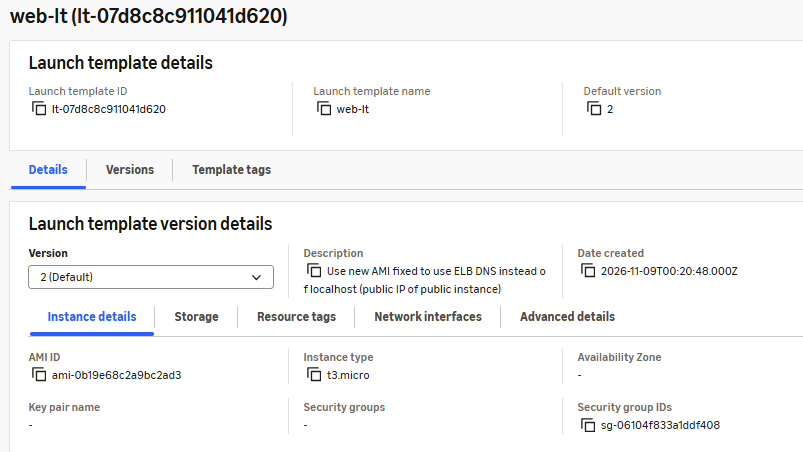 web-lt (lt-07d8c8c911041d620)
Launch template details
Launch template ID
lt-07d8c8c911041d620
Launch template name
web-lt
Default version
2
Details
Versions
Template tags
Launch template version details
Version
2 (Default)
Description
Use new AMI fixed to use ELB DNS instead o
f localhost (public IP of public instance)
Date created
2026-11-09T00:20:48.000Z
Instance details
Storage
Resource tags
Network interfaces
Advanced details
AMI ID
ami-0b19e68c2a9bc2ad3
Instance type
t3.micro
Availability Zone
-
Key pair name
-
Security groups
-
Security group IDs
sg-06104f833a1ddf408